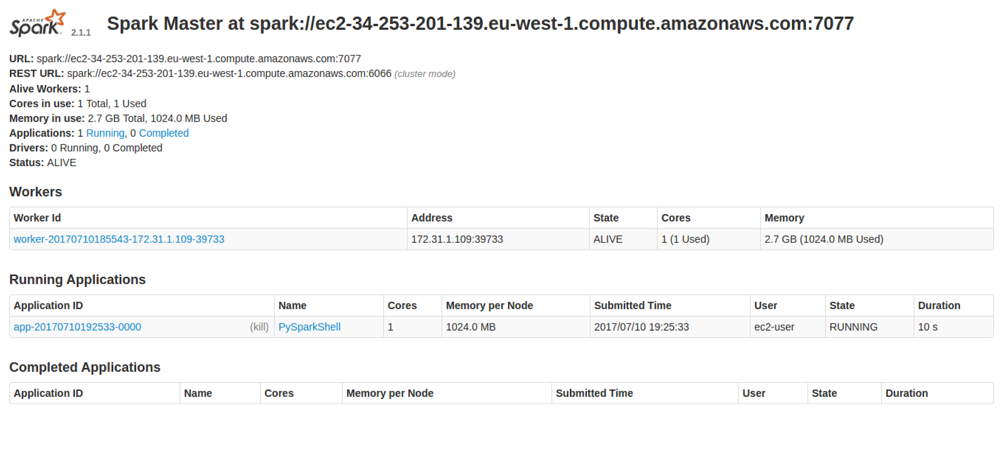 APACHE
Spark™ 2.1.1 Spark Master at spark://ec2-34-253-201-139.eu-west-1.compute.amazonaws.com:7077
URL: spark://ec2-34-253-201-139.eu-west-1.compute.amazonaws.com:7077
REST URL: spark://ec2-34-253-201-139.eu-west-1.compute.amazonaws.com:6066 (cluster mode)
Alive Workers: 1
Cores in use: 1 Total, 1 Used
Memory in use: 2.7 GB Total, 1024.0 MB Used
Applications: 1 Running, 0 Completed
Drivers: 0 Running, 0 Completed
Status: ALIVE
Workers
Worker Id Address State Cores Memory
worker-20170710185543-172.31.1.109-39733 172.31.1.109:39733 ALIVE 1 (1 Used) 2.7 GB (1024.0 MB Used)
Running Applications
Application ID Name Cores Memory per Node Submitted Time User State Duration
app-20170710192533-0000 (kill) PySparkShell 1 1024.0 MB 2017/07/10 19:25:33 ec2-user RUNNING 10 s
Completed Applications
Application ID Name Cores Memory per Node Submitted Time User State Duration